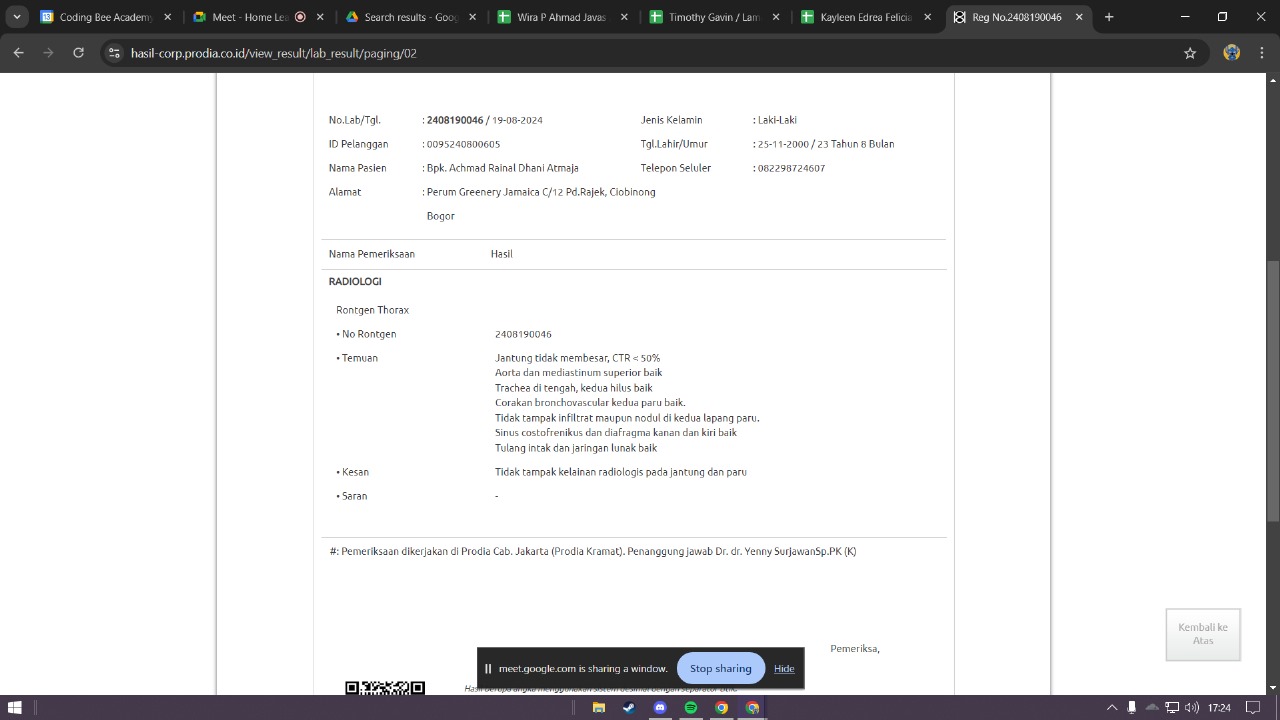 Coding Bee Academy
Meet - Home Lea
Search results - Goog
Wira P Ahmad Javas
Timothy Gavin / Lam
Kayleen Edrea Felicia
Reg No.2408190046
hasil-corp.prodia.co.id/view_result/lab_result/paging/02
No.Lab/Tgl. : 2408190046 / 19-08-2024 Jenis Kelamin : Laki-Laki
ID Pelanggan : 0095240800605 Tgl.Lahir/Umur : 25-11-2000 / 23 Tahun 8 Bulan
Nama Pasien : Bpk. Achmad Rainal Dhani Atmaja Telepon Seluler : 082298724607
Alamat : Perum Greenery Jamaica C/12 Pd.Rajek, Ciobinong
Bogor
Nama Pemeriksaan Hasil
RADIOLOGI
Rontgen Thorax
• No Rontgen 2408190046
• Temuan Jantung tidak membesar, CTR < 50%
Aorta dan mediastinum superior baik
Trachea di tengah, kedua hilus baik
Corakan bronchovascular kedua paru baik.
Tidak tampak infiltrat maupun nodul di kedua lapang paru.
Sinus costofrenikus dan diafragma kanan dan kiri baik
Tulang intak dan jaringan lunak baik
• Kesan Tidak tampak kelainan radiologis pada jantung dan paru
• Saran -
#: Pemeriksaan dikerjakan di Prodia Cab. Jakarta (Prodia Kramat). Penanggung jawab Dr. dr. Yenny SurjawanSp.PK (K)
Kembali ke
Atas
Pemeriksa,
meet.google.com is sharing a window. Stop sharing Hide
Hasil berupa angka menggunakan sistem desimal dengan separator titik.
17:24